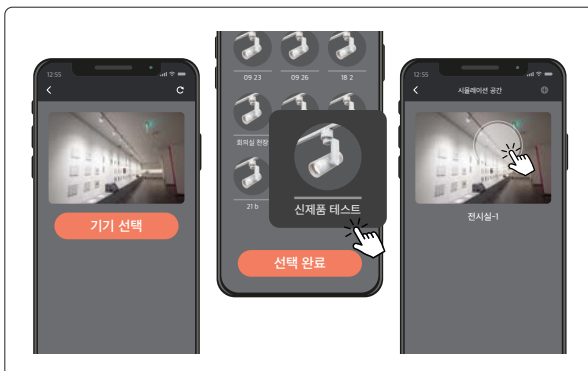 12:55
기기 선택
09 23
09 26
18 2
회의실 천장
21 b
신제품 테스트
선택 완료
12:55
시뮬레이션 공간
전시실-1